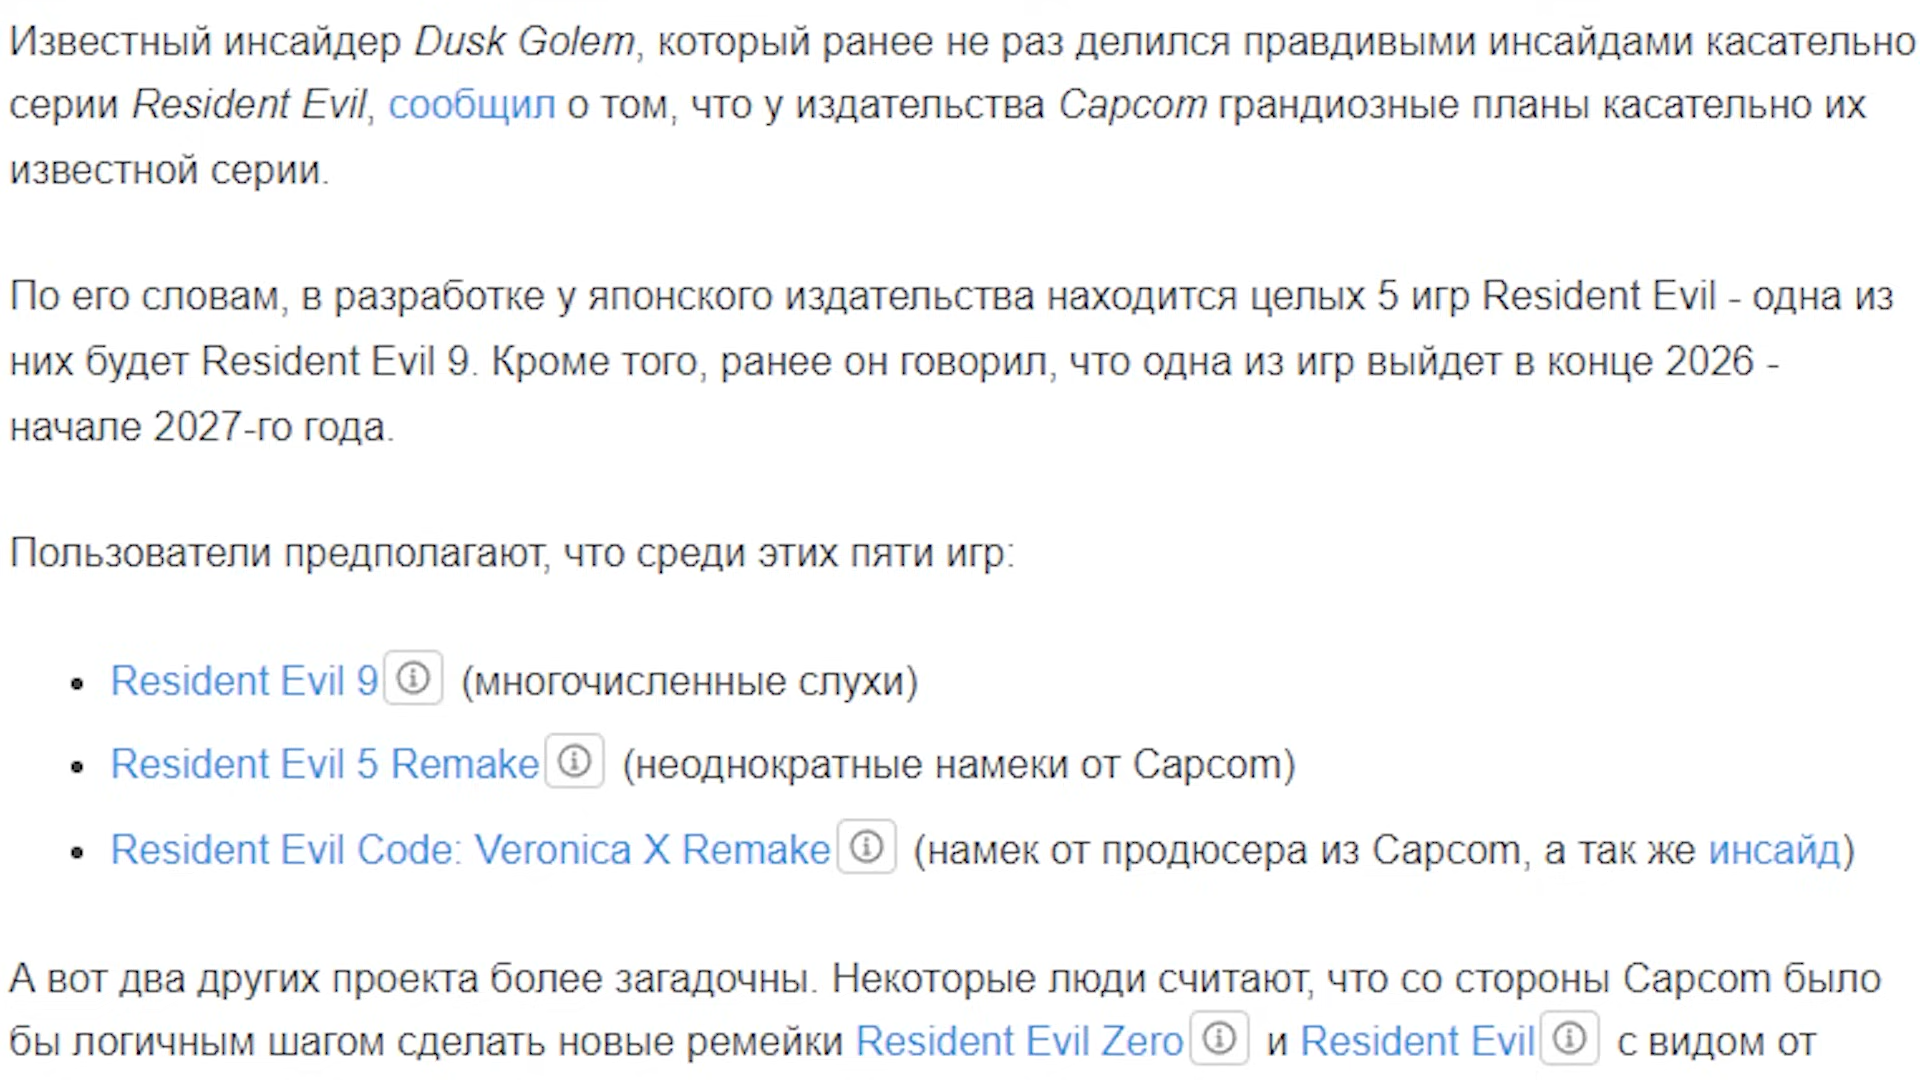 Известный инсайдер Dusk Golem, который ранее не раз делился правдивыми инсайдами касательно
серии Resident Evil, сообщил о том, что у издательства Capcom грандиозные планы касательно их
известной серии.
По его словам, в разработке у японского издательства находится целых 5 игр Resident Evil - одна из
них будет Resident Evil 9. Кроме того, ранее он говорил, что одна из игр выйдет в конце 2026 -
начале 2027-го года.
Пользователи предполагают, что среди этих пяти игр:
• Resident Evil 9 (многочисленные слухи)
• Resident Evil 5 Remake (неоднократные намеки от Capcom)
• Resident Evil Code: Veronica X Remake (намек от продюсера из Capcom, а так же инсайд)
А вот два других проекта более загадочны. Некоторые люди считают, что со стороны Capcom было
бы логичным шагом сделать новые ремейки Resident Evil Zero и Resident Evil с видом от